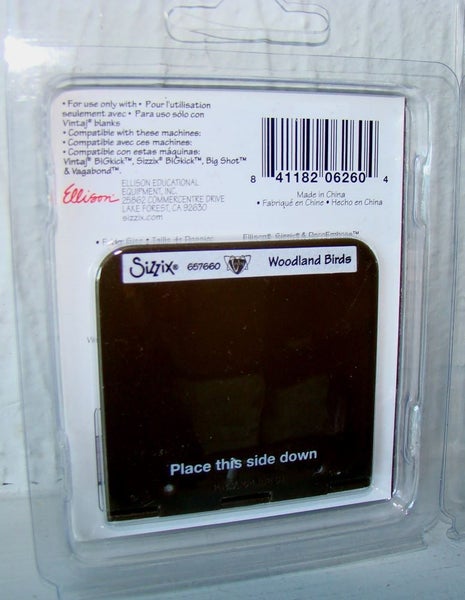 • For use only with • Pour l'utilisation
seulement avec • Para uso sólo con
Vintaj® blanks
• Compatible with these machines:
• Compatible avec ces machines:
• Compatible con estas máquinas:
Vintaj® BIGkick™, Sizzix® BIGkick™, Big Shot™
& Vagabond™.
Ellison
ELLISON EDUCATIONAL
EQUIPMENT, INC.
25862 COMMERCENTRE DRIVE
LAKE FOREST, CA 92630
sizzix.com
8 41182 06260 4
Made in China
• Fabriqué en Chine • Hecho en China
Sizzix® 657660 Woodland Birds
Place this side down